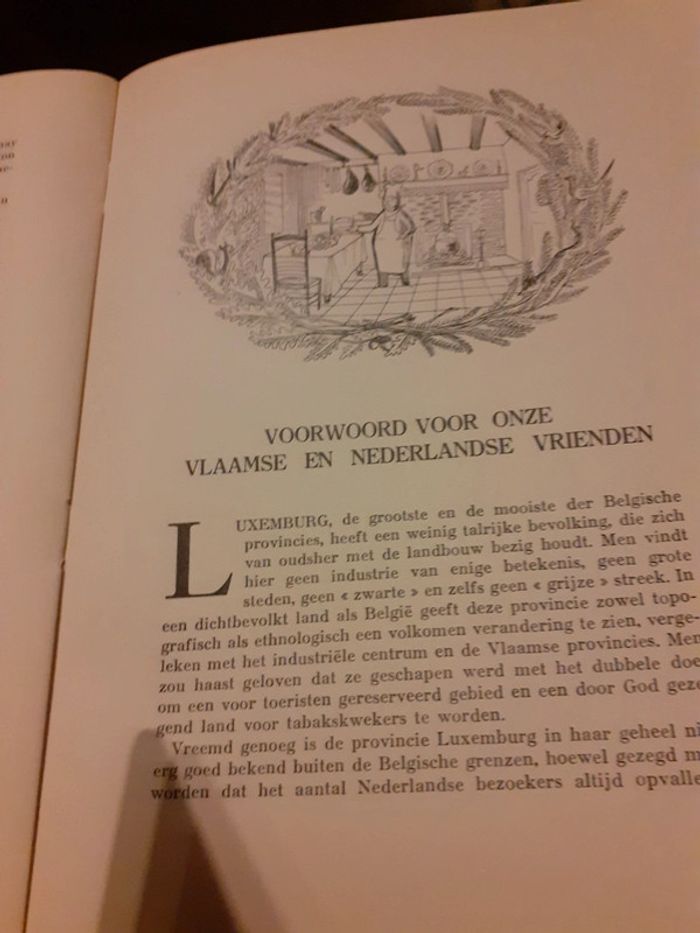 VOORWOORD VOOR ONZE
VLAAMSE EN NEDERLANDSE VRIENDEN
LUXEMBURG, de grootste en de mooiste der Belgische
provincies, heeft een weinig talrijke bevolking, die zich
van oudsher met de landbouw bezig houdt. Men vindt
hier geen industrie van enige betekenis, geen grote
steden, geen « zwarte » en zelfs geen « grijze » streek. In
een dichtbevolkt land als België geeft deze provincie zowel topo-
grafisch als ethnologisch een volkomen verandering te zien, verge-
leken met het industriële centrum en de Vlaamse provincies. Men
zou haast geloven dat ze geschapen werd met het dubbele doe
om een voor toeristen gereserveerd gebied en een door God geze
gend land voor tabakskwekers te worden.
Vreemd genoeg is de provincie Luxemburg in haar geheel ni
erg goed bekend buiten de Belgische grenzen, hoewel gezegd m
worden dat het aantal Nederlandse bezoekers altijd opvalle